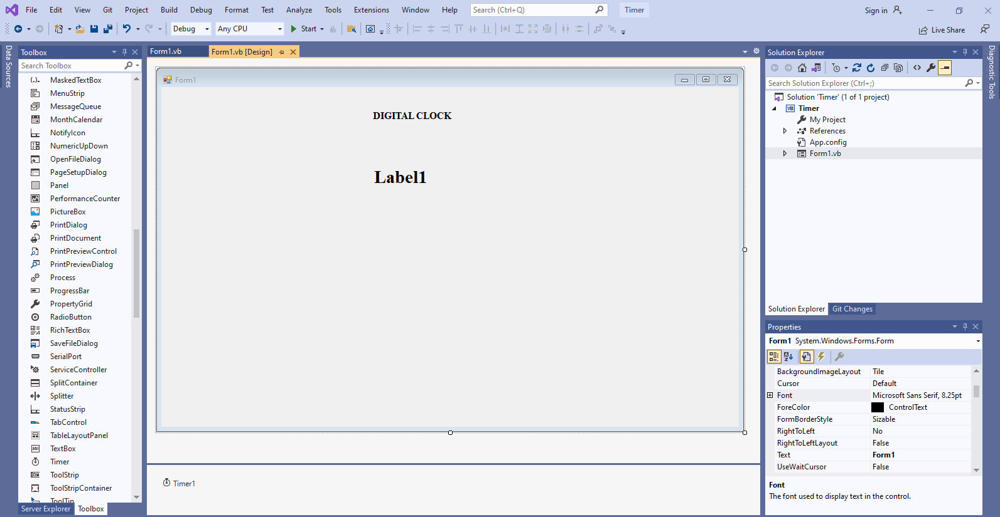 File Edit View Git Project Build Debug Format Test Analyze Tools Extensions Window Help Search (Ctrl+Q) Timer Sign in
Debug Any CPU Start Live Share
Data Sources
Toolbox
Search Toolbox
MaskedTextBox
MenuStrip
MessageQueue
MonthCalendar
NotifyIcon
NumericUpDown
OpenFileDialog
PageSetupDialog
Panel
PerformanceCounter
PictureBox
PrintDialog
PrintDocument
PrintPreviewControl
PrintPreviewDialog
Process
ProgressBar
PropertyGrid
RadioButton
RichTextBox
SaveFileDialog
SerialPort
ServiceController
SplitContainer
Splitter
StatusStrip
TabControl
TableLayoutPanel
TextBox
Timer
ToolStrip
ToolStripContainer
ToolTip
Server Explorer Toolbox
Form1.vb Form1.vb [Design]
Form1
DIGITAL CLOCK
Label1
Timer1
Solution Explorer
Search Solution Explorer (Ctrl+;)
Solution 'Timer' (1 of 1 project)
VB Timer
My Project
References
App.config
Form1.vb
Solution Explorer Git Changes
Properties
Form1 System.Windows.Forms.Form
BackgroundImageLayout Tile
Cursor Default
Font Microsoft Sans Serif, 8.25pt
ForeColor ControlText
FormBorderStyle Sizable
RightToLeft No
RightToLeftLayout False
Text Form1
UseWaitCursor False
Font
The font used to display text in the control.
Diagnostic Tools